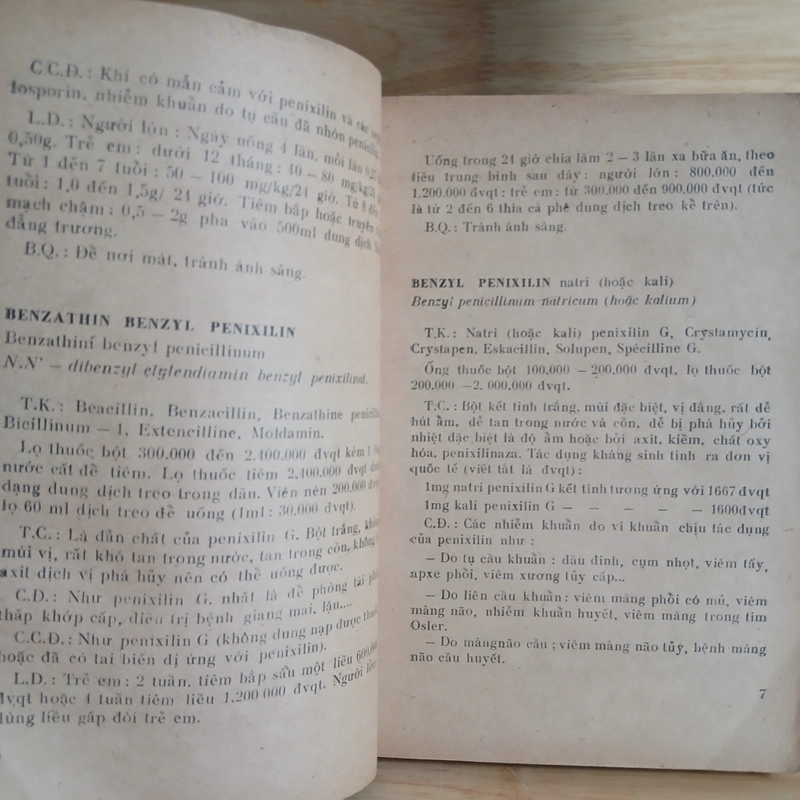 C.C.Đ.: Khi có mẫn cảm với penixilin và các
fosporin, nhiễm khuẩn do tụ cầu đã nhờn
L.D.: Người lớn: Ngày uống 4 lần, mỗi lần
0,50g. Trẻ em: dưới 12 tháng: 40 — 80 mg/kg/24
Từ 1 đến 7 tuổi: 50 — 100 mg/kg/24 giờ. Từ 8
tuổi: 1,0 đến 1,5g/ 24 giờ. Tiêm bắp hoặc truyền
mạch chậm: 0,5 — 2g pha vào 500ml dung dịch
đẳng trương.
B.Q.: Để nơi mát, tránh ánh sáng.
BENZATHIN BENZYL PENIXILIN
Benzathini benzyl penicillinum
N.N' — dibenzyl etylendiamin benzyl penixilinat.
T.K.: Beacillin, Benzacillin, Benzathine
Bicillinum — 1, Extencilline, Moldamin.
Lọ thuốc bột 300.000 đến 2.400.000 đvqt kèm
nước cất để tiêm. Lọ thuốc tiêm 2.400.000 đvqt
dạng dung dịch treo trong dầu. Viên nén 200.000
lọ 60 ml dịch treo để uống (1ml: 30.000 đvqt).
T.C.: Là dẫn chất của penixilin G. Bột trắng,
mùi vị, rất khó tan trong nước, tan trong cồn, không
axit dịch vị phá hủy nên có thể uống được.
C.D.: Như penixilin G, nhất là để phòng tái
thấp khớp cấp, điều trị bệnh giang mai, lậu,...
C.C.Đ.: Như penixilin G (không dung nạp được thuốc
hoặc đã có tai biến dị ứng với penixilin).
L.D.: Trẻ em: 2 tuần, tiêm bắp sâu một liều
đvqt hoặc 4 tuần tiêm liều 1.200.000 đvqt. Người lớn
dùng liều gấp đôi trẻ em.
Uống trong 24 giờ chia làm 2 — 3 lần xa bữa ăn, theo
liều trung bình sau đây: người lớn: 800.000 đến
1.200.000 đvqt: trẻ em: từ 300.000 đến 900.000 đvqt (tức
là từ 2 đến 6 thìa cà phê dung dịch treo kể trên).
B.Q.: Tránh ánh sáng.
BENZYL PENIXILIN natri (hoặc kali)
Benzyl penicillinum natricum (hoặc kalium)
T.K.: Natri (hoặc kali) penixilin G, Crystamycin,
Crystapen, Eskacillin, Solupen, Spécilline G.
Ống thuốc bột 100.000 — 200.000 đvqt, lọ thuốc bột
200.000 —2.000.000 đvqt.
T.C.: Bột kết tinh trắng, mùi đặc biệt, vị đắng, rất dễ
hút ẩm, dễ tan trong nước và cồn, dễ bị phá hủy bởi
nhiệt đặc biệt là độ ẩm hoặc bởi axit, kiềm, chất oxy
hóa, penixilinaza. Tác dụng kháng sinh tính ra đơn vị
quốc tế (viết tắt là đvqt):
1mg natri penixilin G kết tinh tương ứng với 1667 đvqt
1mg kali penixilin G — — — — 1600đvqt
C.Đ.: Các nhiễm khuẩn do vi khuẩn chịu tác dụng
của penixilin như:
— Do tụ cầu khuẩn: đầu đinh, cụm nhọt, viêm tấy,
apxe phổi, viêm xương tủy cấp...
— Do liên cầu khuẩn: viêm màng phổi có mủ, viêm
màng não, nhiễm khuẩn huyết, viêm màng trong tim
Osler.
— Do màngnão cầu; viêm màng não tủy, bệnh màng
não cầu huyết.
7